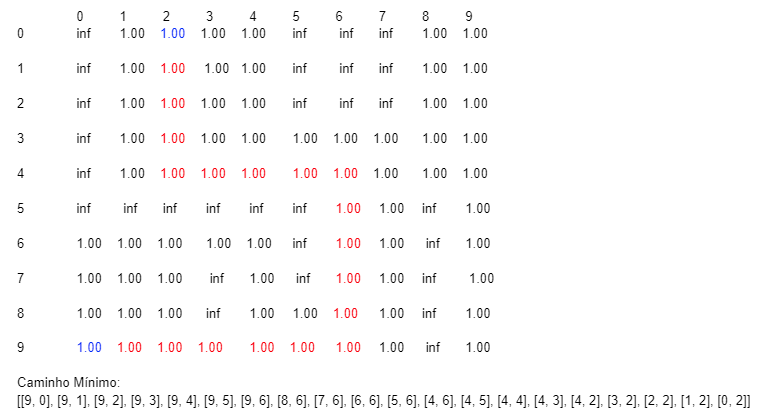 0 1 2 3 4 5 6 7 8 9
0 inf 1.00 1.00 1.00 1.00 inf inf inf 1.00 1.00
1 inf 1.00 1.00 1.00 1.00 inf inf inf 1.00 1.00
2 inf 1.00 1.00 1.00 1.00 inf inf inf 1.00 1.00
3 inf 1.00 1.00 1.00 1.00 1.00 1.00 1.00 1.00 1.00
4 inf 1.00 1.00 1.00 1.00 1.00 1.00 1.00 1.00 1.00
5 inf inf inf inf inf inf 1.00 1.00 inf 1.00
6 1.00 1.00 1.00 1.00 1.00 inf 1.00 1.00 inf 1.00
7 1.00 1.00 1.00 inf 1.00 inf 1.00 1.00 inf 1.00
8 1.00 1.00 1.00 inf 1.00 1.00 1.00 1.00 inf 1.00
9 1.00 1.00 1.00 1.00 1.00 1.00 1.00 1.00 inf 1.00
Caminho Mínimo:
[[9, 0], [9, 1], [9, 2], [9, 3], [9, 4], [9, 5], [9, 6], [8, 6], [7, 6], [6, 6], [5, 6], [4, 6], [4, 5], [4, 4], [4, 3], [4, 2], [3, 2], [2, 2], [1, 2], [0, 2]]